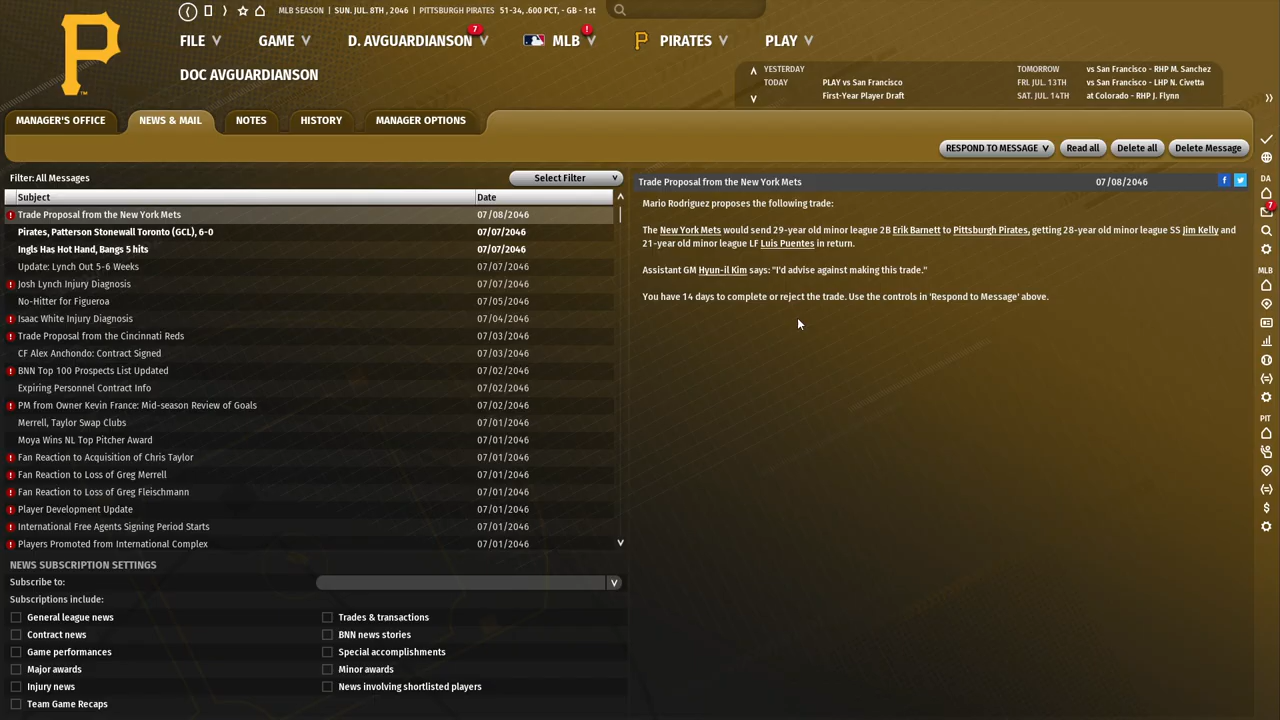 MLB SEASON | SUN. JUL. 8TH , 2046 | PITTSBURGH PIRATES 51-34, .600 PCT, - GB - 1st
FILE GAME D. AVGUARDIANSON 7 MLB ! PIRATES PLAY
DOC AVGUARDIANSON
YESTERDAY
TODAY PLAY vs San Francisco
First-Year Player Draft
TOMORROW vs San Francisco - RHP M. Sanchez
FRI. JUL. 13TH vs San Francisco - LHP N. Civetta
SAT. JUL. 14TH at Colorado - RHP J. Flynn
MANAGER'S OFFICE NEWS & MAIL NOTES HISTORY MANAGER OPTIONS
RESPOND TO MESSAGE Read all Delete all Delete Message
Filter: All Messages Select Filter
Subject Date
Trade Proposal from the New York Mets 07/08/2046
Pirates, Patterson Stonewall Toronto (GCL), 6-0 07/07/2046
Ingls Has Hot Hand, Bangs 5 hits 07/07/2046
Update: Lynch Out 5-6 Weeks 07/07/2046
Josh Lynch Injury Diagnosis 07/07/2046
No-Hitter for Figueroa 07/05/2046
Isaac White Injury Diagnosis 07/04/2046
Trade Proposal from the Cincinnati Reds 07/03/2046
CF Alex Anchondo: Contract Signed 07/03/2046
BNN Top 100 Prospects List Updated 07/02/2046
Expiring Personnel Contract Info 07/02/2046
PM from Owner Kevin France: Mid-season Review of Goals 07/02/2046
Merrell, Taylor Swap Clubs 07/01/2046
Moya Wins NL Top Pitcher Award 07/01/2046
Fan Reaction to Acquisition of Chris Taylor 07/01/2046
Fan Reaction to Loss of Greg Merrell 07/01/2046
Fan Reaction to Loss of Greg Fleischmann 07/01/2046
Player Development Update 07/01/2046
International Free Agents Signing Period Starts 07/01/2046
Players Promoted from International Complex 07/01/2046
NEWS SUBSCRIPTION SETTINGS
Subscribe to:
Subscriptions include:
General league news Trades & transactions
Contract news BNN news stories
Game performances Special accomplishments
Major awards Minor awards
Injury news News involving shortlisted players
Team Game Recaps
Trade Proposal from the New York Mets 07/08/2046
Mario Rodriguez proposes the following trade:
The New York Mets would send 29-year old minor league 2B Erik Barnett to Pittsburgh Pirates, getting 28-year old minor league SS Jim Kelly and
21-year old minor league LF Luis Puentes in return.
Assistant GM Hyun-il Kim says: "I'd advise against making this trade."
You have 14 days to complete or reject the trade. Use the controls in 'Respond to Message' above.
DA
7
MLB
PIT